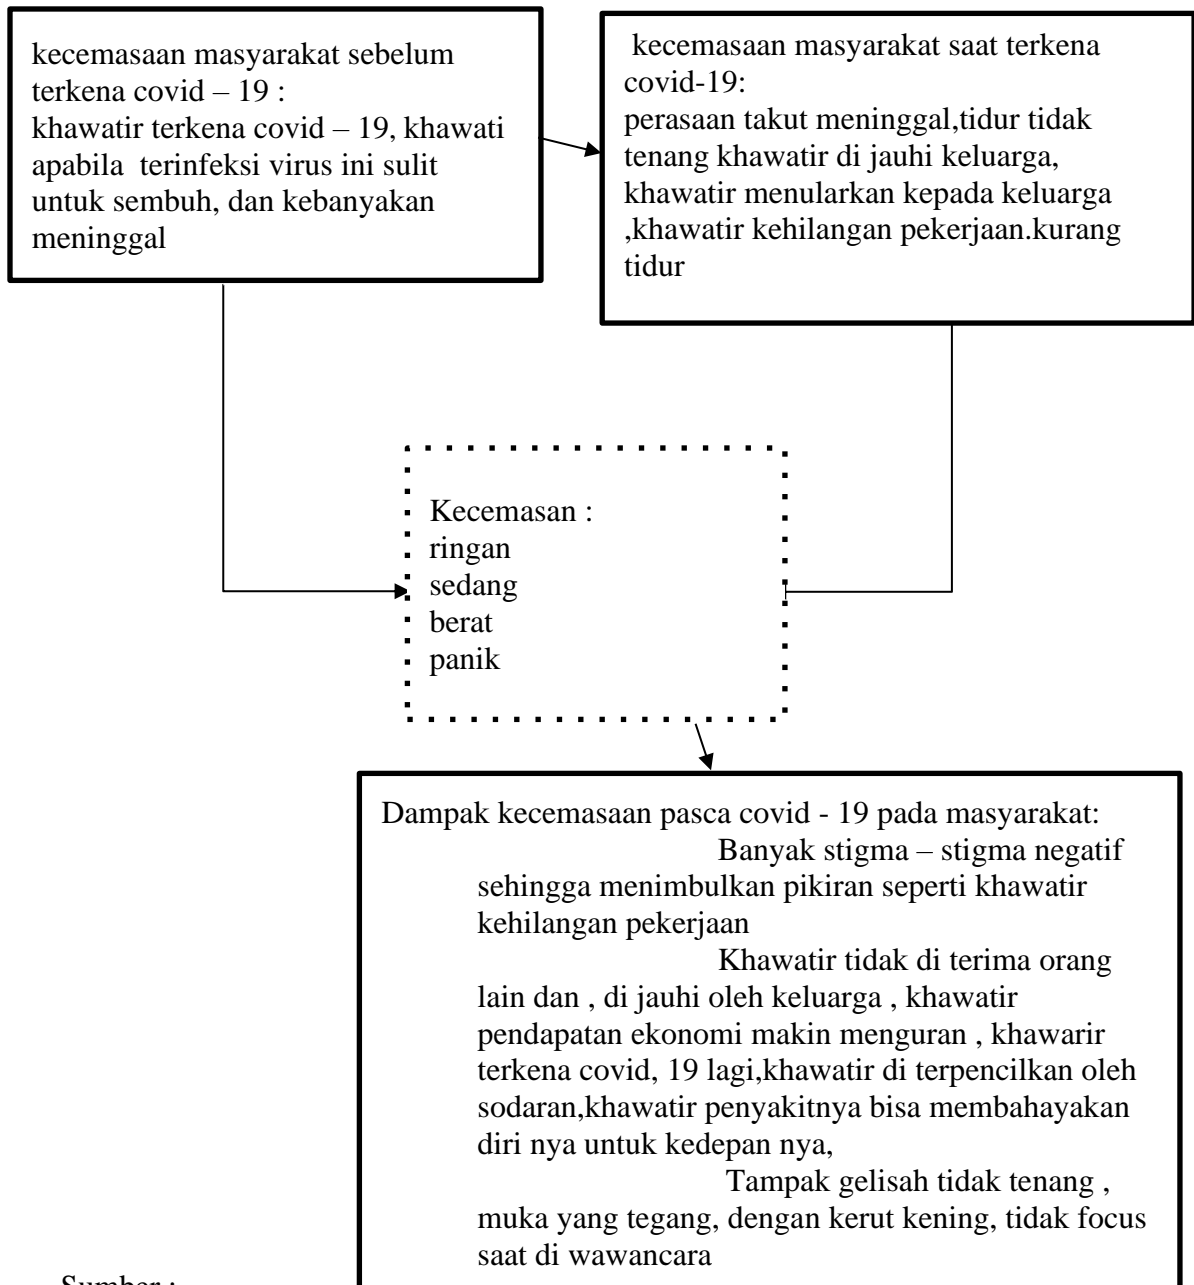 kecemasaan masyarakat sebelum
terkena covid – 19 :
khawatir terkena covid – 19, khawati
apabila  terinfeksi virus ini sulit
untuk sembuh, dan kebanyakan
meninggal
kecemasaan masyarakat saat terkena
covid-19:
perasaan takut meninggal,tidur tidak
tenang khawatir di jauhi keluarga,
khawatir menularkan kepada keluarga
,khawatir kehilangan pekerjaan.kurang
tidur
Kecemasan :
ringan
sedang
berat
panik
Dampak kecemasaan pasca covid - 19 pada masyarakat:
Banyak stigma – stigma negatif
sehingga menimbulkan pikiran seperti khawatir
kehilangan pekerjaan
Khawatir tidak di terima orang
lain dan , di jauhi oleh keluarga , khawatir
pendapatan ekonomi makin menguran , khawarir
terkena covid, 19 lagi,khawatir di terpencilkan oleh
sodaran,khawatir penyakitnya bisa membahayakan
diri nya untuk kedepan nya,
Tampak gelisah tidak tenang ,
muka yang tegang, dengan kerut kening, tidak focus
saat di wawancara
Sumber :